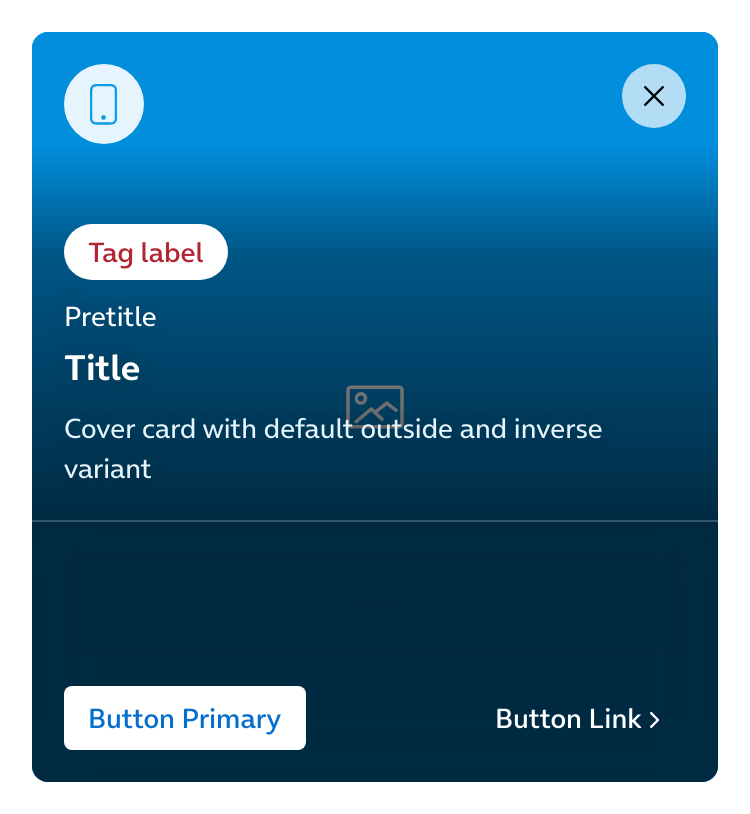 Tag label
Pretitle
Title
Cover card with default outside and inverse
variant
Button Primary
Button Link